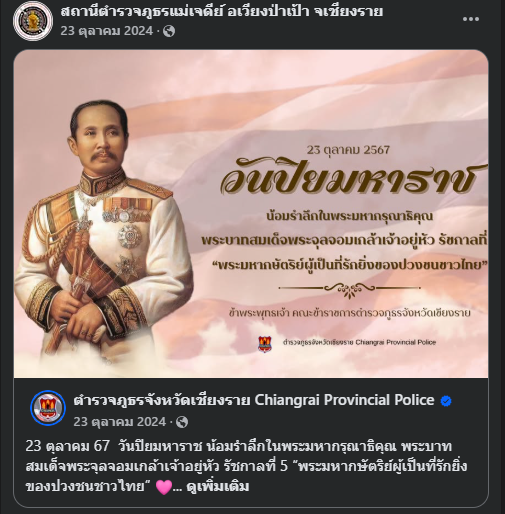 สถานีตำรวจภูธรแม่เจดีย์ อเวียงป่าเป้า จเชียงราย
23 ตุลาคม 2024 ·
23 ตุลาคม 2567
วันปิยมหาราช
น้อมรำลึกในพระมหากรุณาธิคุณ
พระบาทสมเด็จพระจุลจอมเกล้าเจ้าอยู่หัว รัชกาลที่
“พระมหากษัตริย์ผู้เป็นที่รักยิ่งของปวงชนชาวไทย”
ข้าพระพุทธเจ้า คณะข้าราชการตำรวจภูธรจังหวัดเชียงราย
ตำรวจภูธรจังหวัดเชียงราย Chiangrai Provincial Police
ตำรวจภูธรจังหวัดเชียงราย Chiangrai Provincial Police
23 ตุลาคม 2024 ·
23 ตุลาคม 67 วันปิยมหาราช น้อมรำลึกในพระมหากรุณาธิคุณ พระบาท
สมเด็จพระจุลจอมเกล้าเจ้าอยู่หัว รัชกาลที่ 5 “พระมหากษัตริย์ผู้เป็นที่รักยิ่ง
ของปวงชนชาวไทย” 💗... ดูเพิ่มเติม